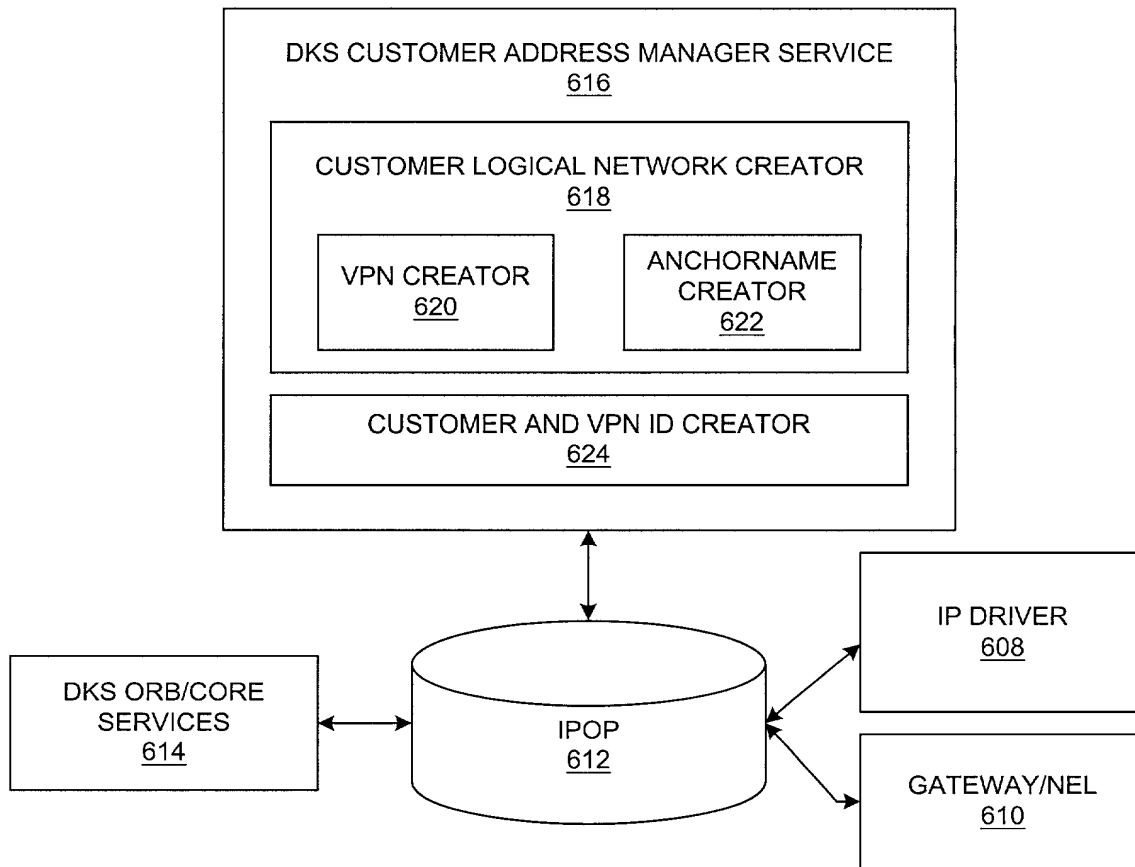 DKS CUSTOMER ADDRESS MANAGER SERVICE
616
CUSTOMER LOGICAL NETWORK CREATOR
618
VPN CREATOR
620
ANCHORNAME
CREATOR
622
CUSTOMER AND VPN ID CREATOR
624
DKS ORB/CORE
SERVICES
614
IPOP
612
IP DRIVER
608
GATEWAY/NEL
610